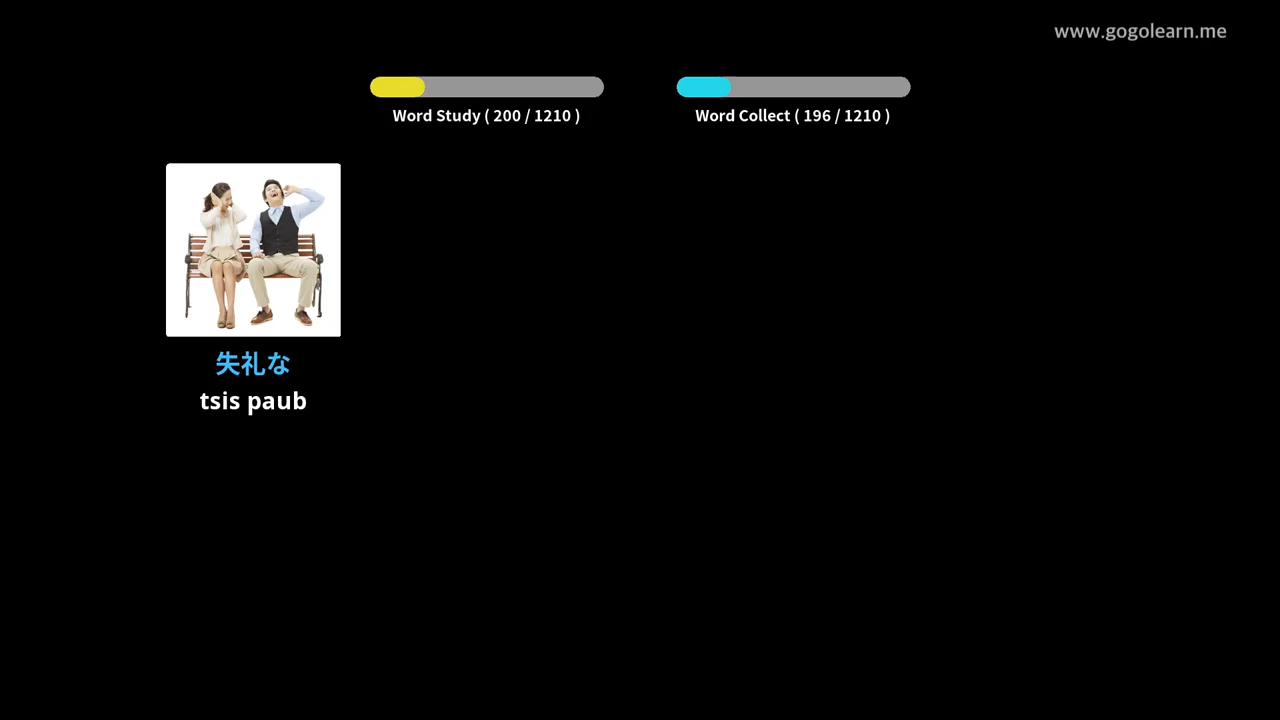 www.gogolearn.me
Word Study ( 200 / 1210 )
Word Collect ( 196 / 1210 )
失礼な
tsis paub